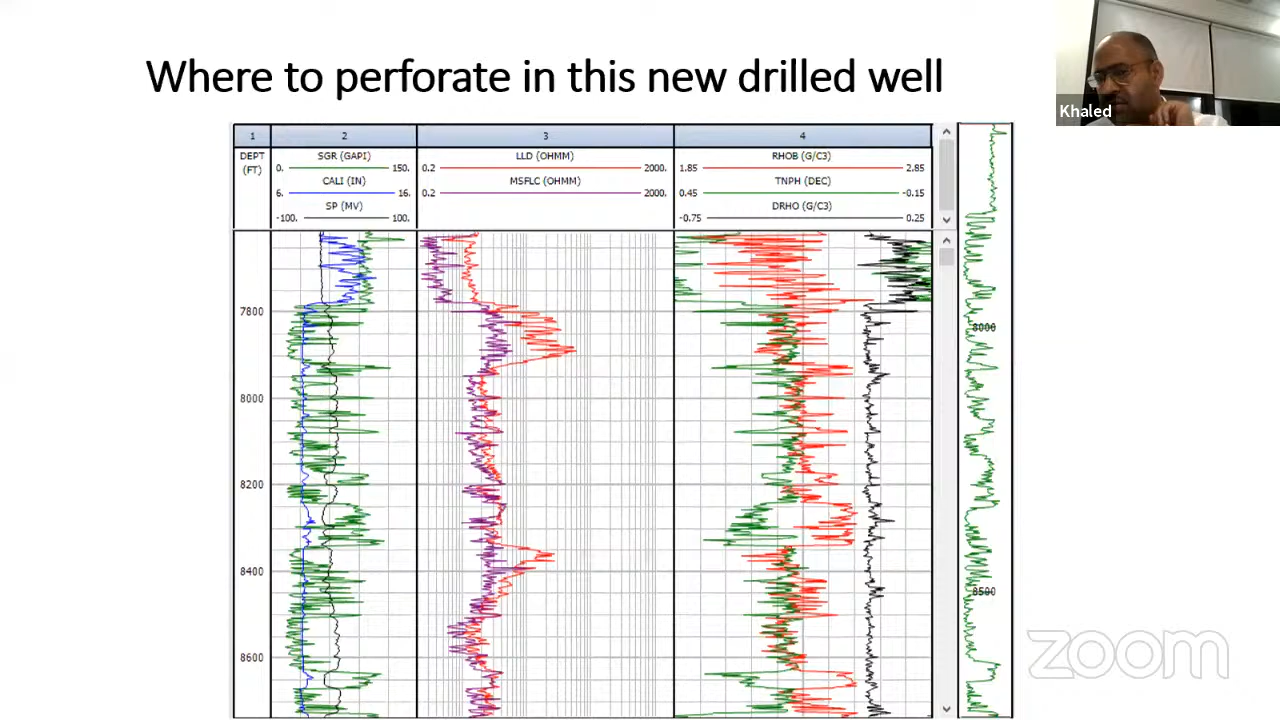 Where to perforate in this new drilled well
Khaled
1 2 3 4
DEPT (FT)
SGR (GAPI)
0. 150.
CALI (IN)
6. 16.
SP (MV)
-100. 100.
LLD (OHMM)
0.2 2000.
MSFLC (OHMM)
0.2 2000.
RHOB (G/C3)
1.85 2.85
TNPH (DEC)
0.45 -0.15
DRHO (G/C3)
-0.75 0.25
7800
8000
8200
8400
8600
8000
8500
zoom